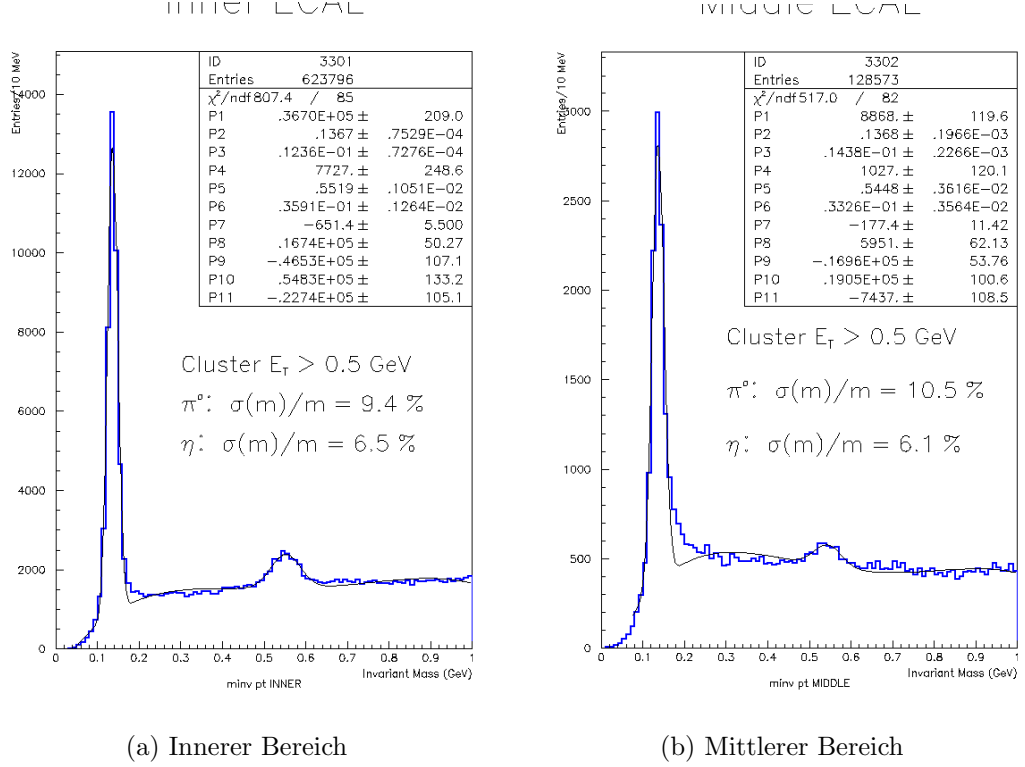 Inner ECAL
Entries/10 MeV
ID 3301
Entries 623796
χ²/ndf 807.4 / 85
P1 .3670E+05 ± 209.0
P2 .1367 ± .7529E-04
P3 .1236E-01 ± .7276E-04
P4 7727. ± 248.6
P5 .5519 ± .1051E-02
P6 .3591E-01 ± .1264E-02
P7 -651.4 ± 5.500
P8 .1674E+05 ± 50.27
P9 -.4653E+05 ± 107.1
P10 .5483E+05 ± 133.2
P11 -.2274E+05 ± 105.1
14000
12000
10000
8000
6000
4000
2000
0
Cluster E_T > 0.5 GeV
π⁰: σ(m)/m = 9.4 %
η: σ(m)/m = 6.5 %
0 0.1 0.2 0.3 0.4 0.5 0.6 0.7 0.8 0.9 1
Invariant Mass (GeV)
minv pt INNER
(a) Innerer Bereich
Middle ECAL
Entries/10 MeV
ID 3302
Entries 128573
χ²/ndf 517.0 / 82
P1 8868. ± 119.6
P2 .1368 ± .1966E-03
P3 .1438E-01 ± .2266E-03
P4 1027. ± 120.1
P5 .5448 ± .3616E-02
P6 .3326E-01 ± .3564E-02
P7 -177.4 ± 11.42
P8 5951. ± 62.13
P9 -.1696E+05 ± 53.76
P10 .1905E+05 ± 100.6
P11 -7437. ± 108.5
3000
2500
2000
1500
1000
500
0
Cluster E_T > 0.5 GeV
π⁰: σ(m)/m = 10.5 %
η: σ(m)/m = 6.1 %
0 0.1 0.2 0.3 0.4 0.5 0.6 0.7 0.8 0.9 1
Invariant Mass (GeV)
minv pt MIDDLE
(b) Mittlerer Bereich